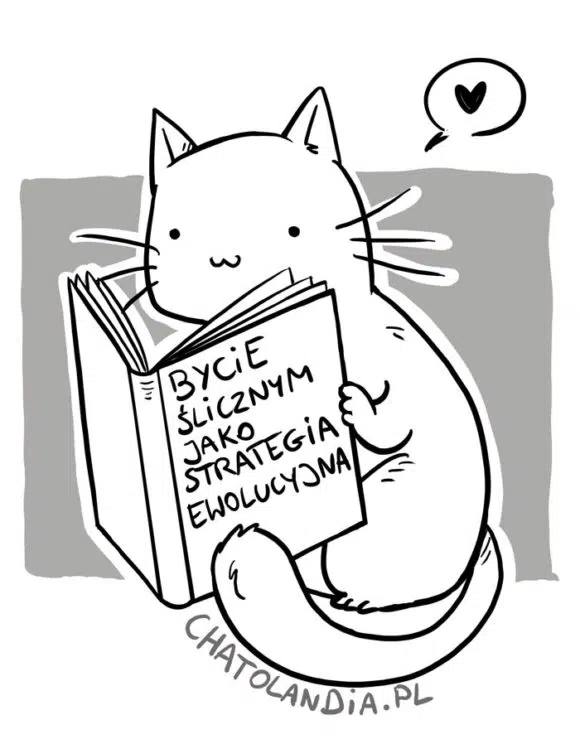 BYCiE
ŚLiCZNYM
JAKO
STRATEGiA
EWOLUCYJNA
CHATOLANDiA.PL